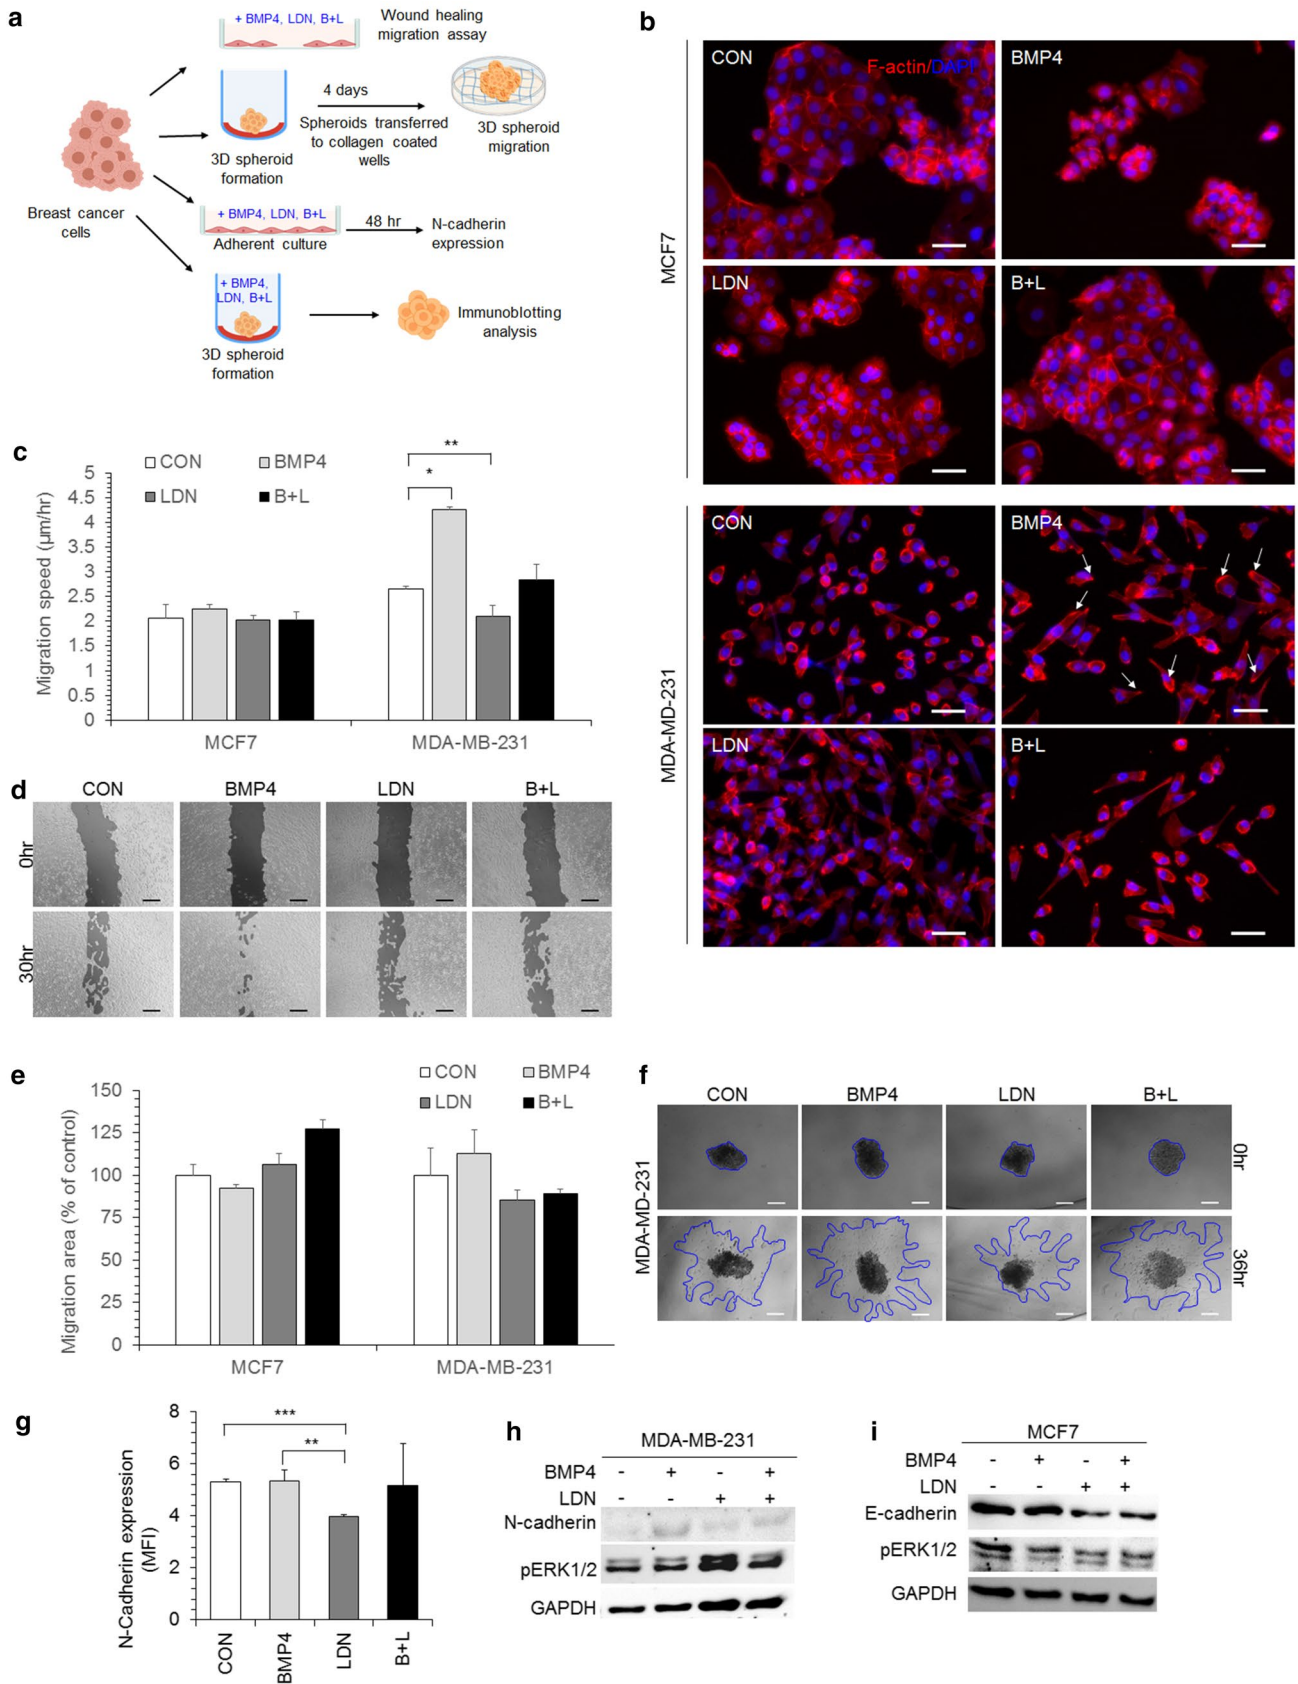 a
+ BMP4, LDN, B+L
Wound healing
migration assay
4 days
Spheroids transferred
to collagen coated
wells
3D spheroid
migration
3D spheroid
formation
Breast cancer
cells
+ BMP4, LDN, B+L
Adherent culture
48 hr
N-cadherin
expression
+ BMP4,
LDN, B+L
3D spheroid
formation
Immunoblotting
analysis
b
MCF7
CON
F-actin/DAPI
BMP4
LDN
B+L
MDA-MD-231
CON
BMP4
LDN
B+L
c
CON
BMP4
LDN
B+L
Migration speed (µm/hr)
5
4.5
4
3.5
3
2.5
2
1.5
1
0.5
0
*
**
MCF7
MDA-MB-231
d
CON
BMP4
LDN
B+L
0hr
30hr
e
CON
BMP4
LDN
B+L
Migration area (% of control)
150
125
100
75
50
25
0
MCF7
MDA-MB-231
f
CON
BMP4
LDN
B+L
MDA-MD-231
0hr
36hr
g
N-Cadherin expression
(MFI)
8
6
4
2
0
***
**
CON
BMP4
LDN
B+L
h
MDA-MB-231
BMP4 - + - +
LDN - - + +
N-cadherin
pERK1/2
GAPDH
i
MCF7
BMP4 - + - +
LDN - - + +
E-cadherin
pERK1/2
GAPDH